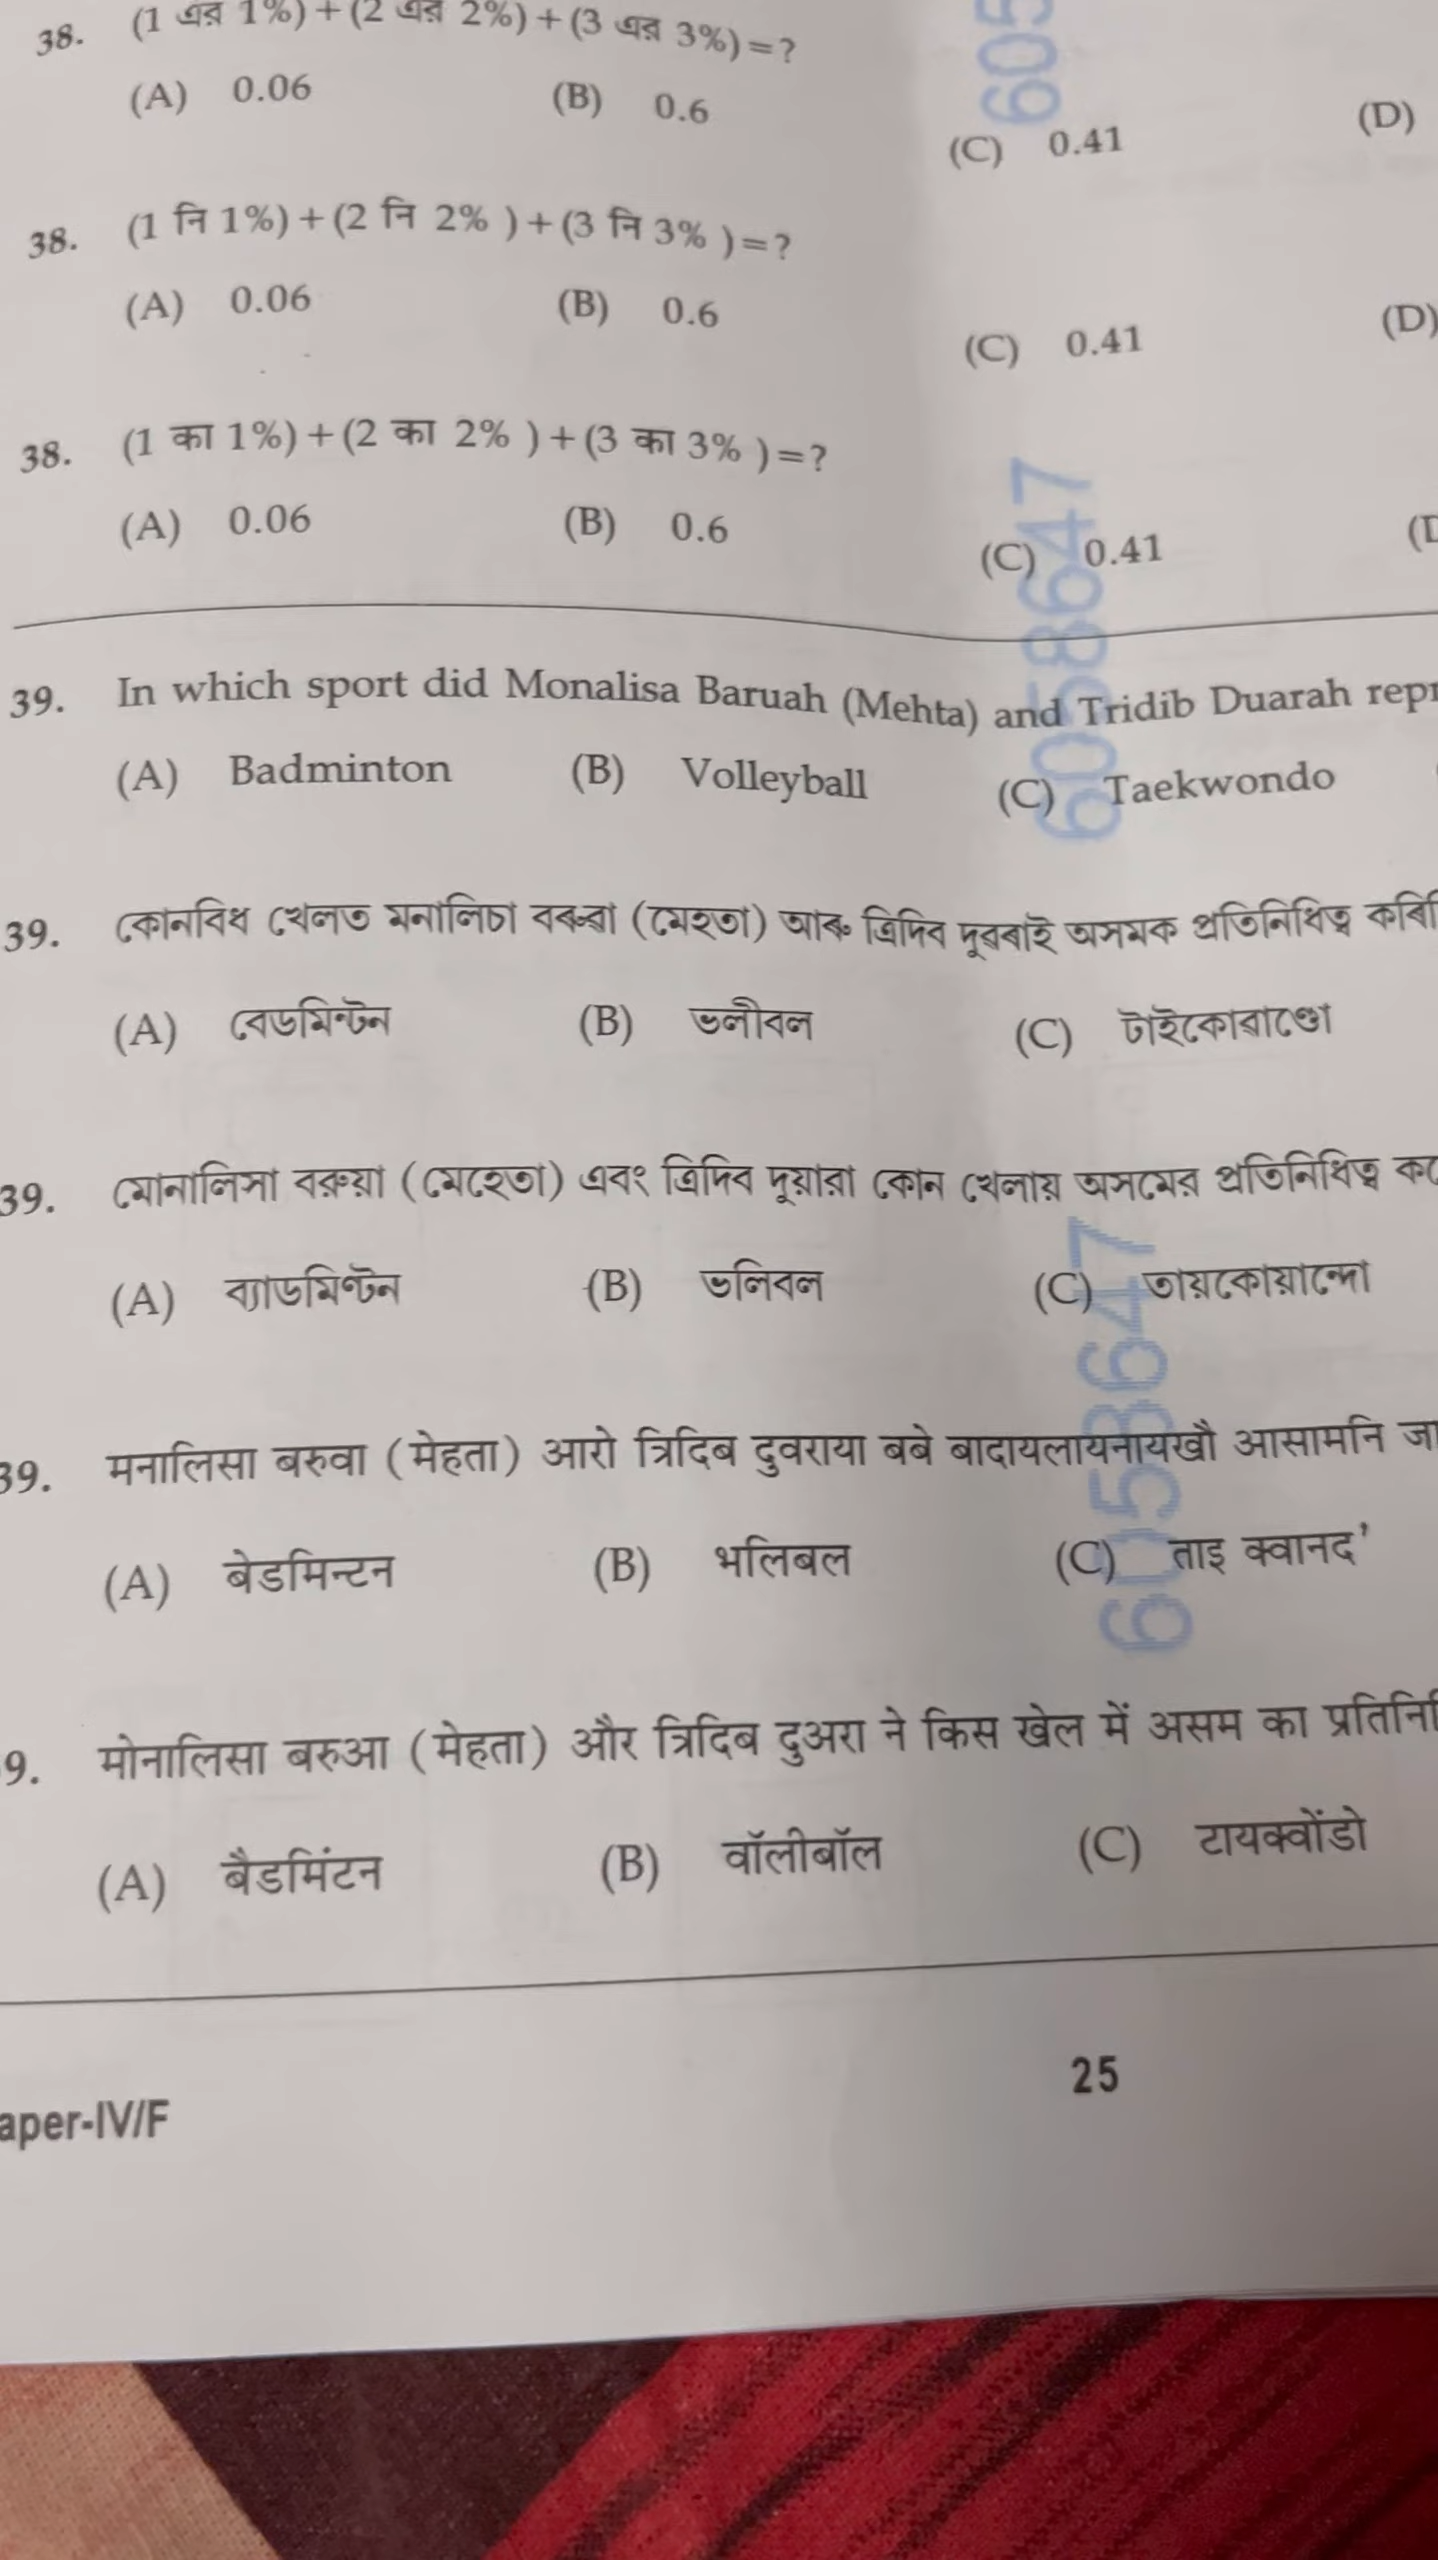 38. (1 এর 1%) + (2 এর 2%) + (3 এর 3%) = ?
(A) 0.06 (B) 0.6 (C) 0.41 (D)
38. (1 नि 1%) + (2 नि 2% ) + (3 नि 3% ) = ?
(A) 0.06 (B) 0.6 (C) 0.41 (D)
38. (1 का 1%) + (2 का 2% ) + (3 का 3% ) = ?
(A) 0.06 (B) 0.6 (C) 0.41
39. In which sport did Monalisa Baruah (Mehta) and Tridib Duarah
(A) Badminton (B) Volleyball (C) Taekwondo
39. কোনবিধ খেলত মনালিচা বৰুৱা (মেহতা) আৰু ত্ৰিদিব দুৱৰাই অসমক প্ৰতিনিধিত্ব
(A) বেডমিন্টন (B) ভলীবল (C) টাইকোৱাণ্ডো
39. মোনালিসা বরুয়া (মেহেতা) এবং ত্রিদিব দুয়ারা কোন খেলায় অসমের প্রতিনিধিত্ব
(A) ব্যাডমিণ্টন (B) ভলিবল (C) তায়কোয়ান্দো
39. मनालिसा बरुवा (मेहता) आरो त्रिदिब दुवराया बबे बादायलायनायखौ आसामनि
(A) बेडमिन्टन (B) भलिबल (C) ताइ क्वानद'
9. मोनालिसा बरुआ (मेहता) और त्रिदिब दुअरा ने किस खेल में असम का
(A) बैडमिंटन (B) वॉलीबॉल (C) टायक्वोंडो
25
aper-IV/F
605
6058647
6058647